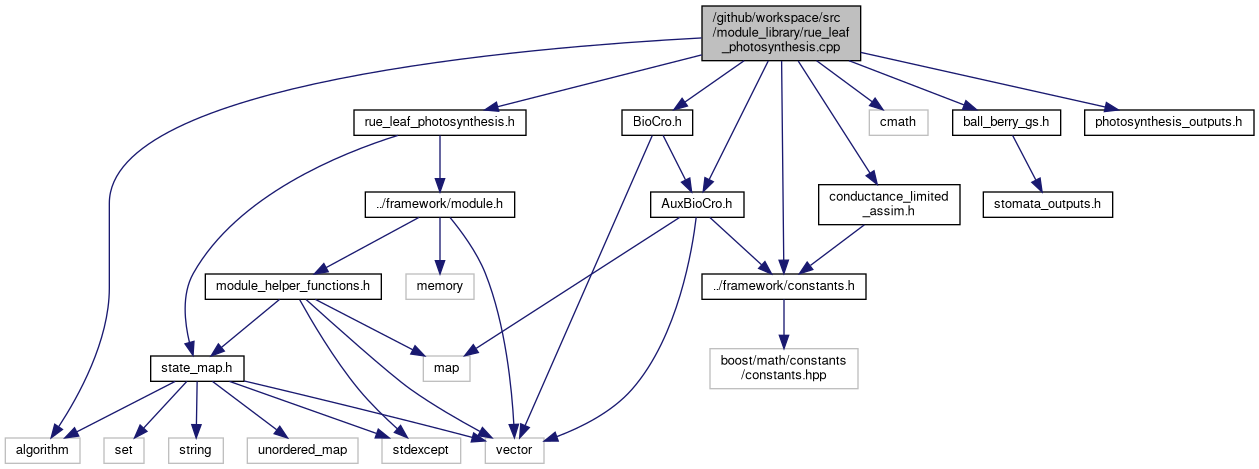 /github/workspace/src
/module_library/rue_leaf
_photosynthesis.cpp
rue_leaf_photosynthesis.h
BioCro.h
cmath
ball_berry_gs.h
photosynthesis_outputs.h
../framework/module.h
AuxBioCro.h
conductance_limited
_assim.h
stomata_outputs.h
module_helper_functions.h
memory
../framework/constants.h
state_map.h
map
boost/math/constants
/constants.hpp
algorithm
set
string
unordered_map
stdexcept
vector